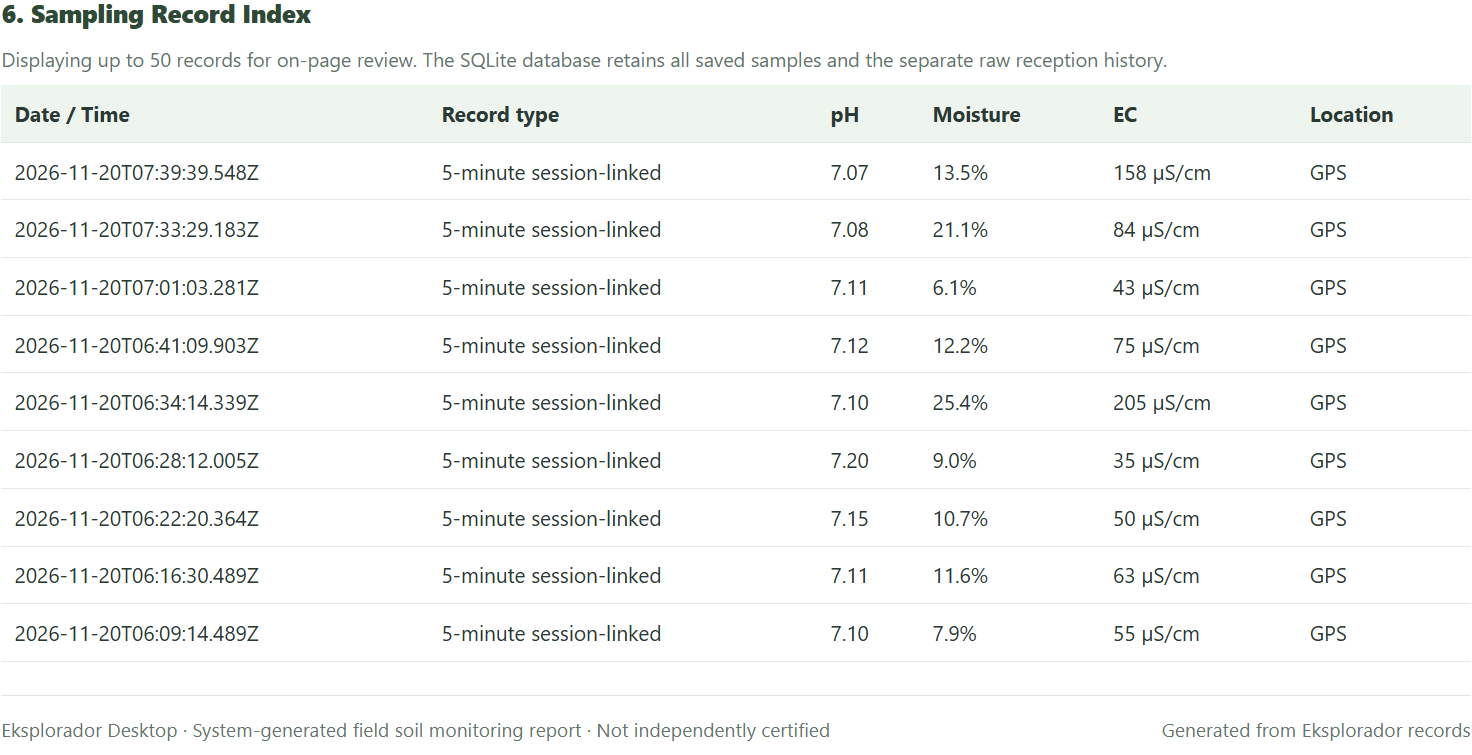 6. Sampling Record Index
Displaying up to 50 records for on-page review. The SQLite database retains all saved samples and the separate raw reception history.
Date / Time Record type pH Moisture EC Location
2026-11-20T07:39:39.548Z 5-minute session-linked 7.07 13.5% 158 µS/cm GPS
2026-11-20T07:33:29.183Z 5-minute session-linked 7.08 21.1% 84 µS/cm GPS
2026-11-20T07:01:03.281Z 5-minute session-linked 7.11 6.1% 43 µS/cm GPS
2026-11-20T06:41:09.903Z 5-minute session-linked 7.12 12.2% 75 µS/cm GPS
2026-11-20T06:34:14.339Z 5-minute session-linked 7.10 25.4% 205 µS/cm GPS
2026-11-20T06:28:12.005Z 5-minute session-linked 7.20 9.0% 35 µS/cm GPS
2026-11-20T06:22:20.364Z 5-minute session-linked 7.15 10.7% 50 µS/cm GPS
2026-11-20T06:16:30.489Z 5-minute session-linked 7.11 11.6% 63 µS/cm GPS
2026-11-20T06:09:14.489Z 5-minute session-linked 7.10 7.9% 55 µS/cm GPS
Eksplorador Desktop · System-generated field soil monitoring report · Not independently certified Generated from Eksplorador records